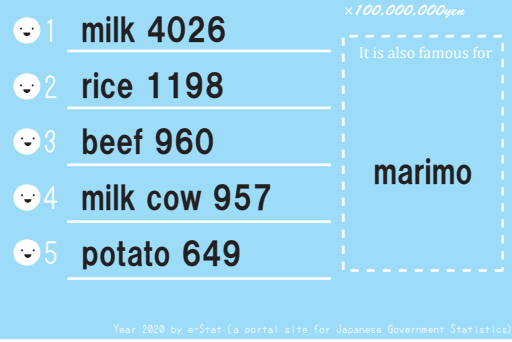 ×100,000,000yen
1 milk 4026
It is also famous for
2 rice 1198
3 beef 960
marimo
4 milk cow 957
5 potato 649
Year 2020 by e-Stat (a portal site for Japanese Government Statistics)